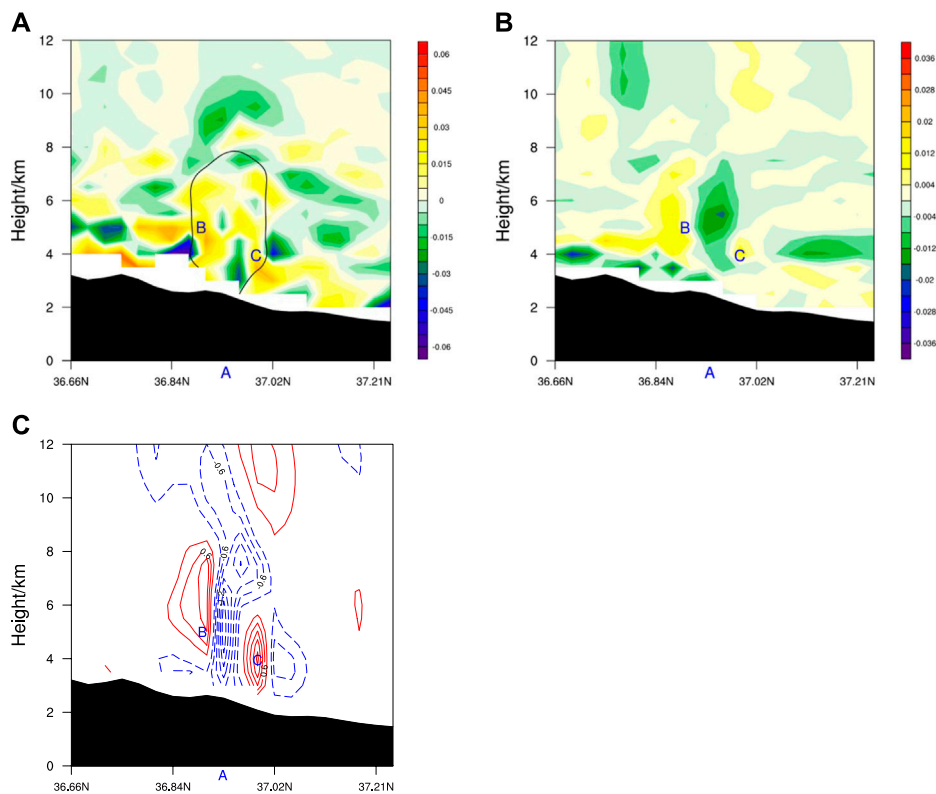 A
12
10
8
6
4
2
0
Height/km
B
C
36.66N
36.84N
37.02N
37.21N
A
0.06
0.045
0.03
0.015
0
-0.015
-0.03
-0.045
-0.06
B
12
10
8
6
4
2
0
Height/km
B
C
36.66N
36.84N
37.02N
37.21N
A
0.036
0.028
0.02
0.012
0.004
-0.004
-0.012
-0.02
-0.028
-0.036
C
12
10
8
6
4
2
0
Height/km
-0.6
0.6
-0.6
-0.6
B
C
0.6
36.66N
36.84N
37.02N
37.21N
A